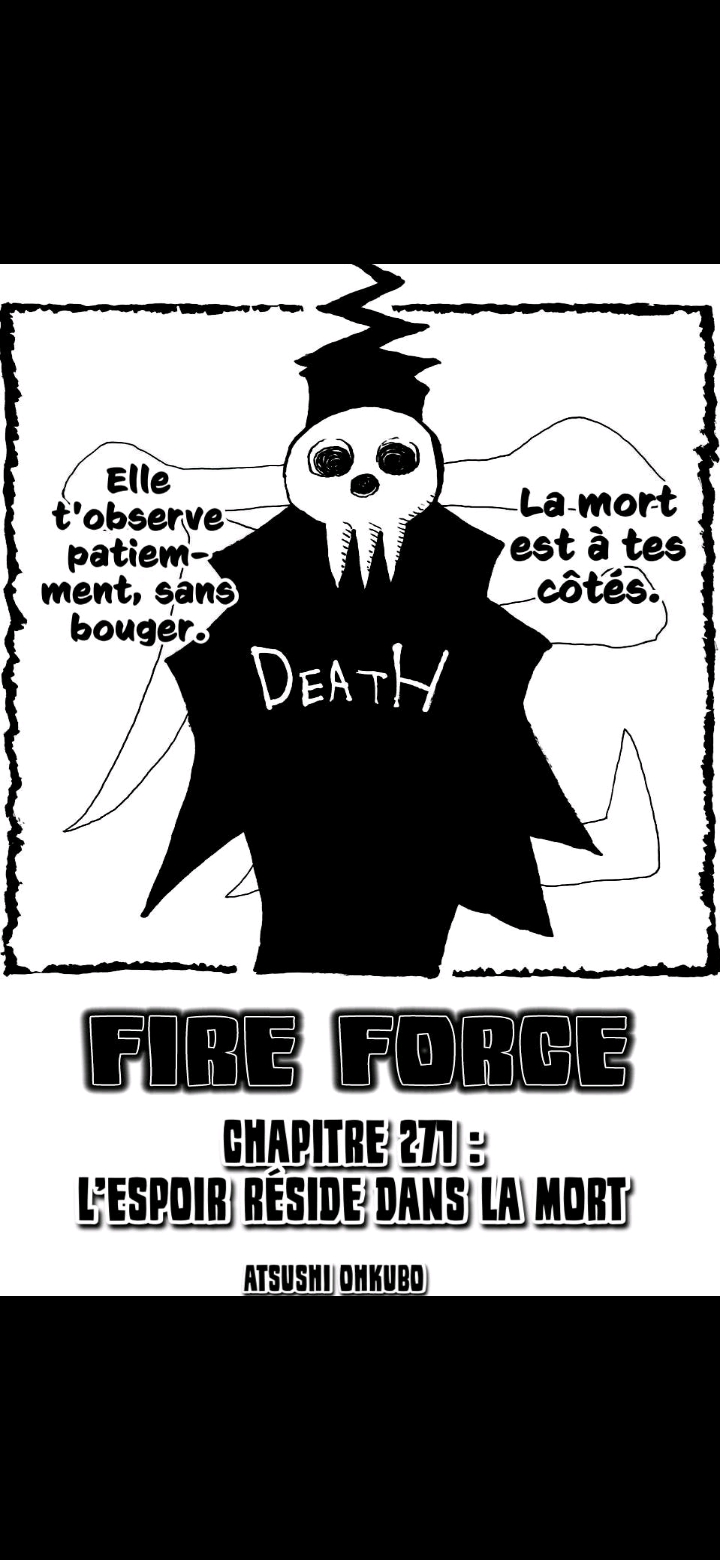 La mort
est à tes
côtés.
Elle
t'observe
patiem-
ment, sans
bouger.
DEATH
FIRE FORCE
CHAPITRE 271 :
L'ESPOIR RÉSIDE DANS LA MORT
ATSUSHI OHKUBO